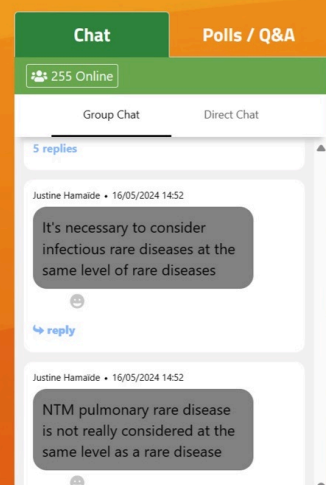 Chat
Polls / Q&A
255 Online
Group Chat
Direct Chat
5 replies
Justine Hamaïde • 16/05/2024 14:52
It's necessary to consider
infectious rare diseases at the
same level of rare diseases
reply
Justine Hamaïde • 16/05/2024 14:52
NTM pulmonary rare disease
is not really considered at the
same level as a rare disease